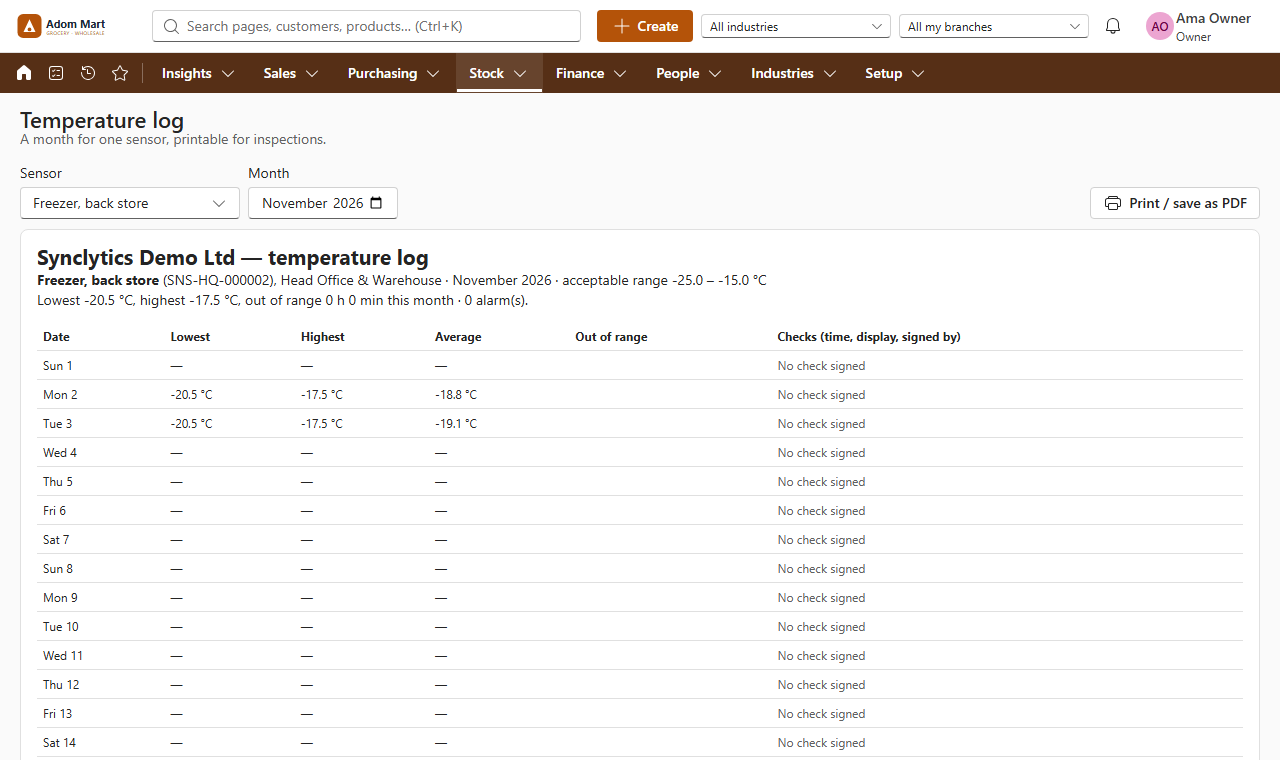 Adom Mart
GROCERY · WHOLESALE
Search pages, customers, products... (Ctrl+K)
Create
All industries
All my branches
AO
Ama Owner
Owner
Insights
Sales
Purchasing
Stock
Finance
People
Industries
Setup
Temperature log
A month for one sensor, printable for inspections.
Sensor
Month
Freezer, back store
November 2026
Print / save as PDF
Synclytics Demo Ltd — temperature log
Freezer, back store (SNS-HQ-000002), Head Office & Warehouse · November 2026 · acceptable range -25.0 – -15.0 °C
Lowest -20.5 °C, highest -17.5 °C, out of range 0 h 0 min this month · 0 alarm(s).
Date Lowest Highest Average Out of range Checks (time, display, signed by)
Sun 1 — — — No check signed
Mon 2 -20.5 °C -17.5 °C -18.8 °C No check signed
Tue 3 -20.5 °C -17.5 °C -19.1 °C No check signed
Wed 4 — — — No check signed
Thu 5 — — — No check signed
Fri 6 — — — No check signed
Sat 7 — — — No check signed
Sun 8 — — — No check signed
Mon 9 — — — No check signed
Tue 10 — — — No check signed
Wed 11 — — — No check signed
Thu 12 — — — No check signed
Fri 13 — — — No check signed
Sat 14 — — — No check signed